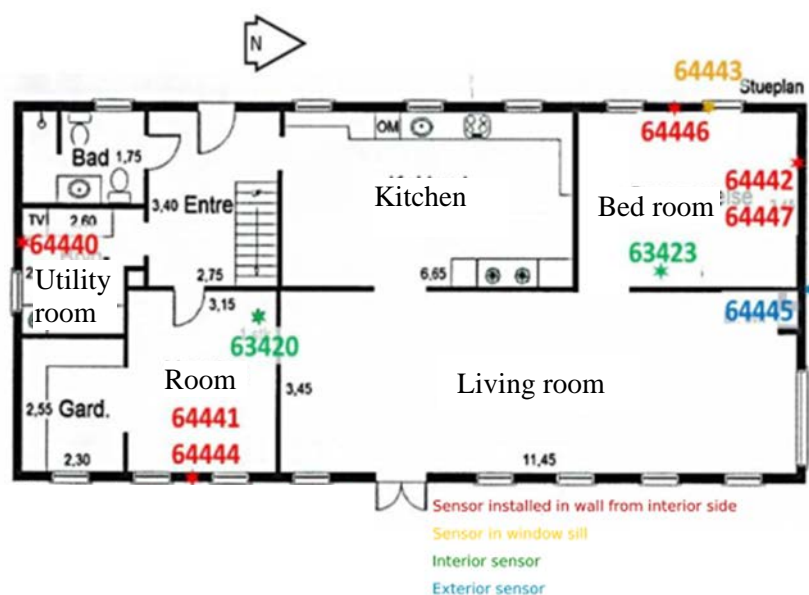 N
64443
Stueplan
OM
64446
Bad
1,75
Kitchen
64442
3,40
Entre
Bed room
64447
TV
2,60
64440
63423
2,75
6,65
Utility
room
3,15
64445
63420
Room
Living room
3,45
64441
2,55
Gard.
64444
2,30
11,45
Sensor installed in wall from interior side
Sensor in window sill
Interior sensor
Exterior sensor